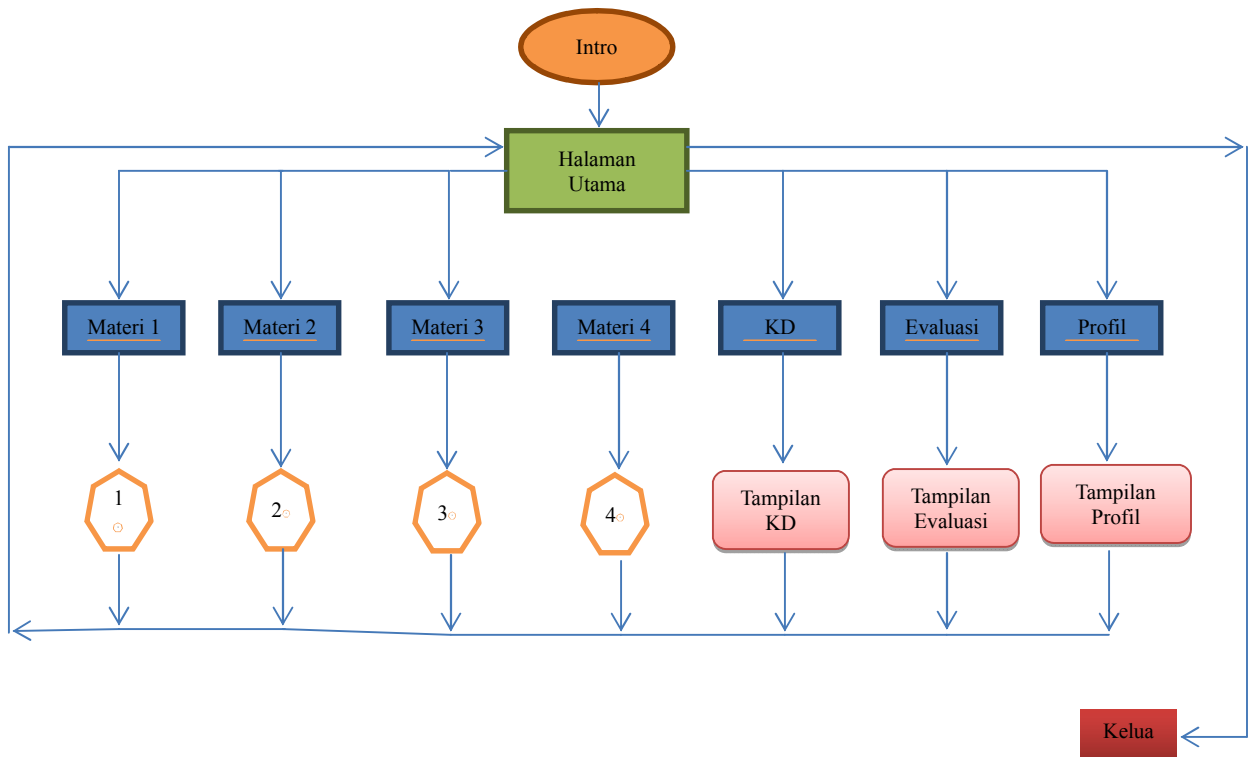 Intro
Halaman
Utama
Materi 1
Materi 2
Materi 3
Materi 4
KD
Evaluasi
Profil
1
2
3
4
Tampilan
KD
Tampilan
Evaluasi
Tampilan
Profil
Kelua